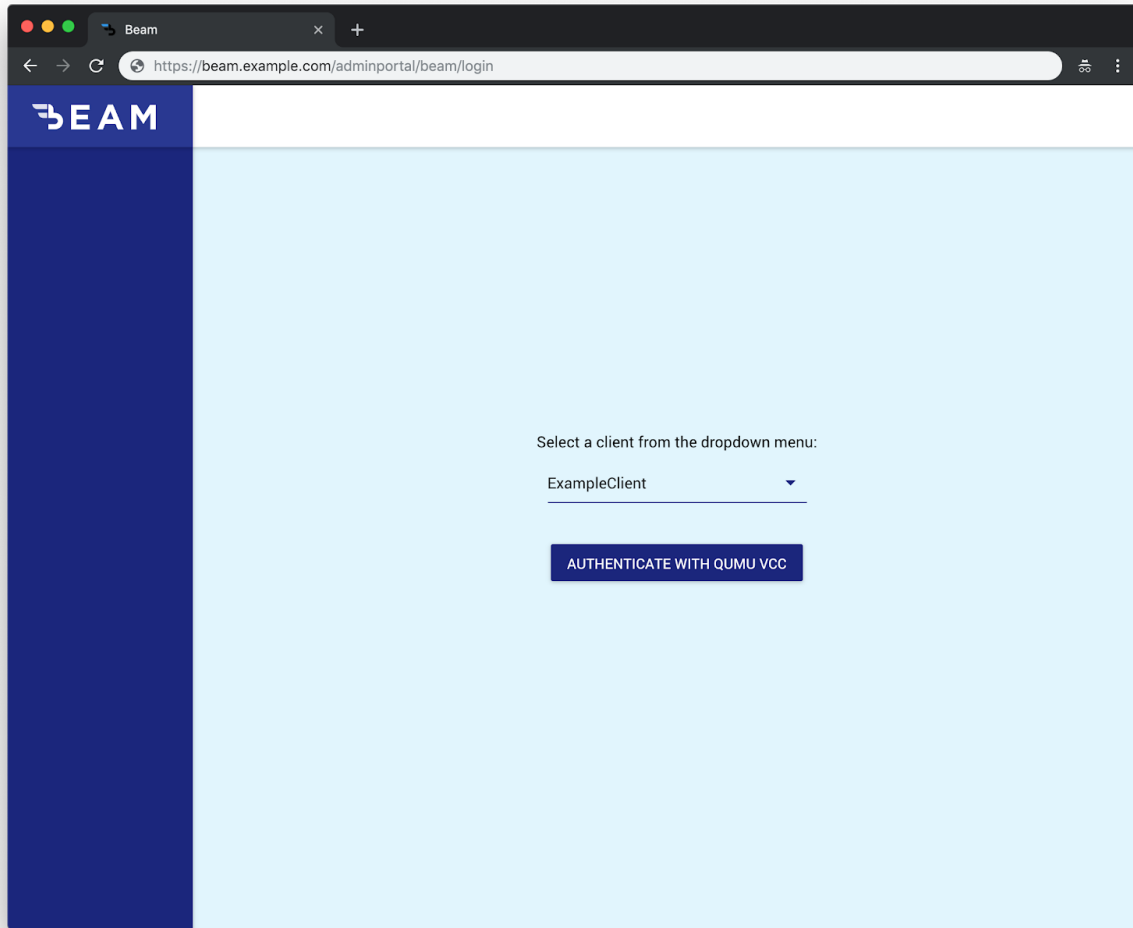 Beam
https://beam.example.com/adminportal/beam/login
BEAM
Select a client from the dropdown menu:
ExampleClient
AUTHENTICATE WITH QUMU VCC